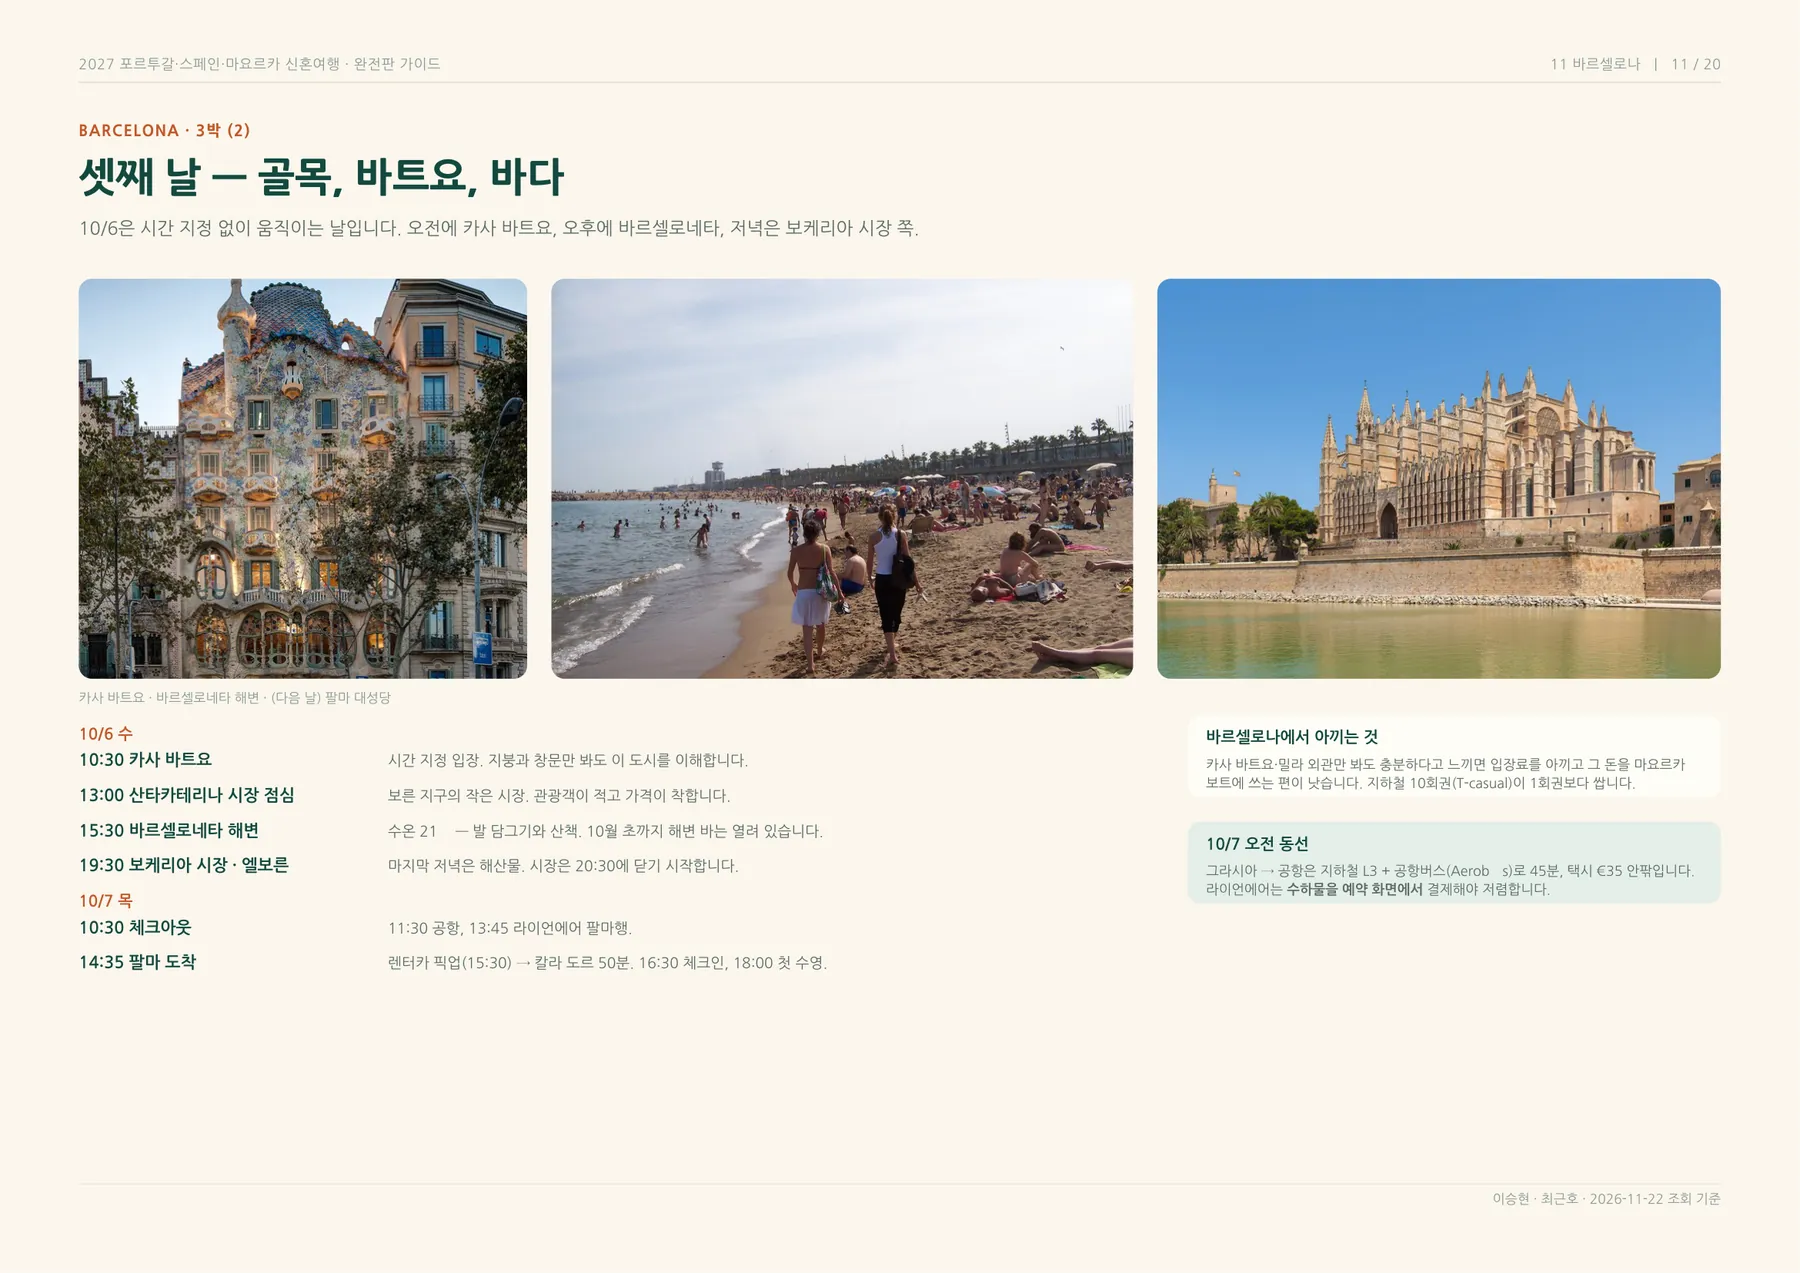 2027 포르투갈·스페인·마요르카 신혼여행 · 완전판 가이드
11 바르셀로나 | 11 / 20
BARCELONA · 3박 (2)
셋째 날 — 골목, 바트요, 바다
10/6은 시간 지정 없이 움직이는 날입니다. 오전에 카사 바트요, 오후에 바르셀로네타, 저녁은 보케리아 시장 쪽.
카사 바트요 · 바르셀로네타 해변 · (다음 날) 팔마 대성당
10/6 수
10:30 카사 바트요 시간 지정 입장. 지붕과 창문만 봐도 이 도시를 이해합니다.
13:00 산타카테리나 시장 점심 보른 지구의 작은 시장. 관광객이 적고 가격이 착합니다.
15:30 바르셀로네타 해변 수온 21 — 발 담그기와 산책. 10월 초까지 해변 바는 열려 있습니다.
19:30 보케리아 시장 · 엘보른 마지막 저녁은 해산물. 시장은 20:30에 닫기 시작합니다.
10/7 목
10:30 체크아웃 11:30 공항, 13:45 라이언에어 팔마행.
14:35 팔마 도착 렌터카 픽업(15:30) → 칼라 도르 50분. 16:30 체크인, 18:00 첫 수영.
바르셀로나에서 아끼는 것
카사 바트요·밀라 외관만 봐도 충분하다고 느끼면 입장료를 아끼고 그 돈을 마요르카
보트에 쓰는 편이 낫습니다. 지하철 10회권(T-casual)이 1회권보다 쌉니다.
10/7 오전 동선
그라시아 → 공항은 지하철 L3 + 공항버스(Aerob s)로 45분, 택시 €35 안팎입니다.
라이언에어는 수하물을 예약 화면에서 결제해야 저렴합니다.
이승현 · 최근호 · 2026-11-22 조회 기준